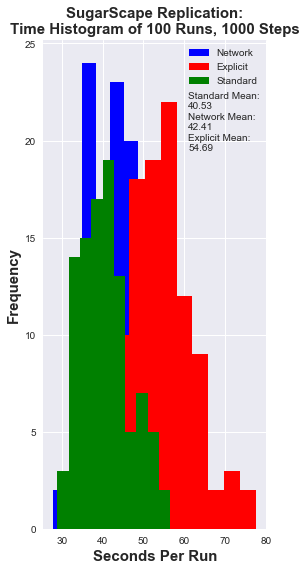 SugarScape Replication:
Time Histogram of 100 Runs, 1000 Steps
Network
Explicit
Standard
Standard Mean:
40.53
Network Mean:
42.41
Explicit Mean:
54.69
25
20
15
10
5
0
Frequency
30 40 50 60 70 80
Seconds Per Run